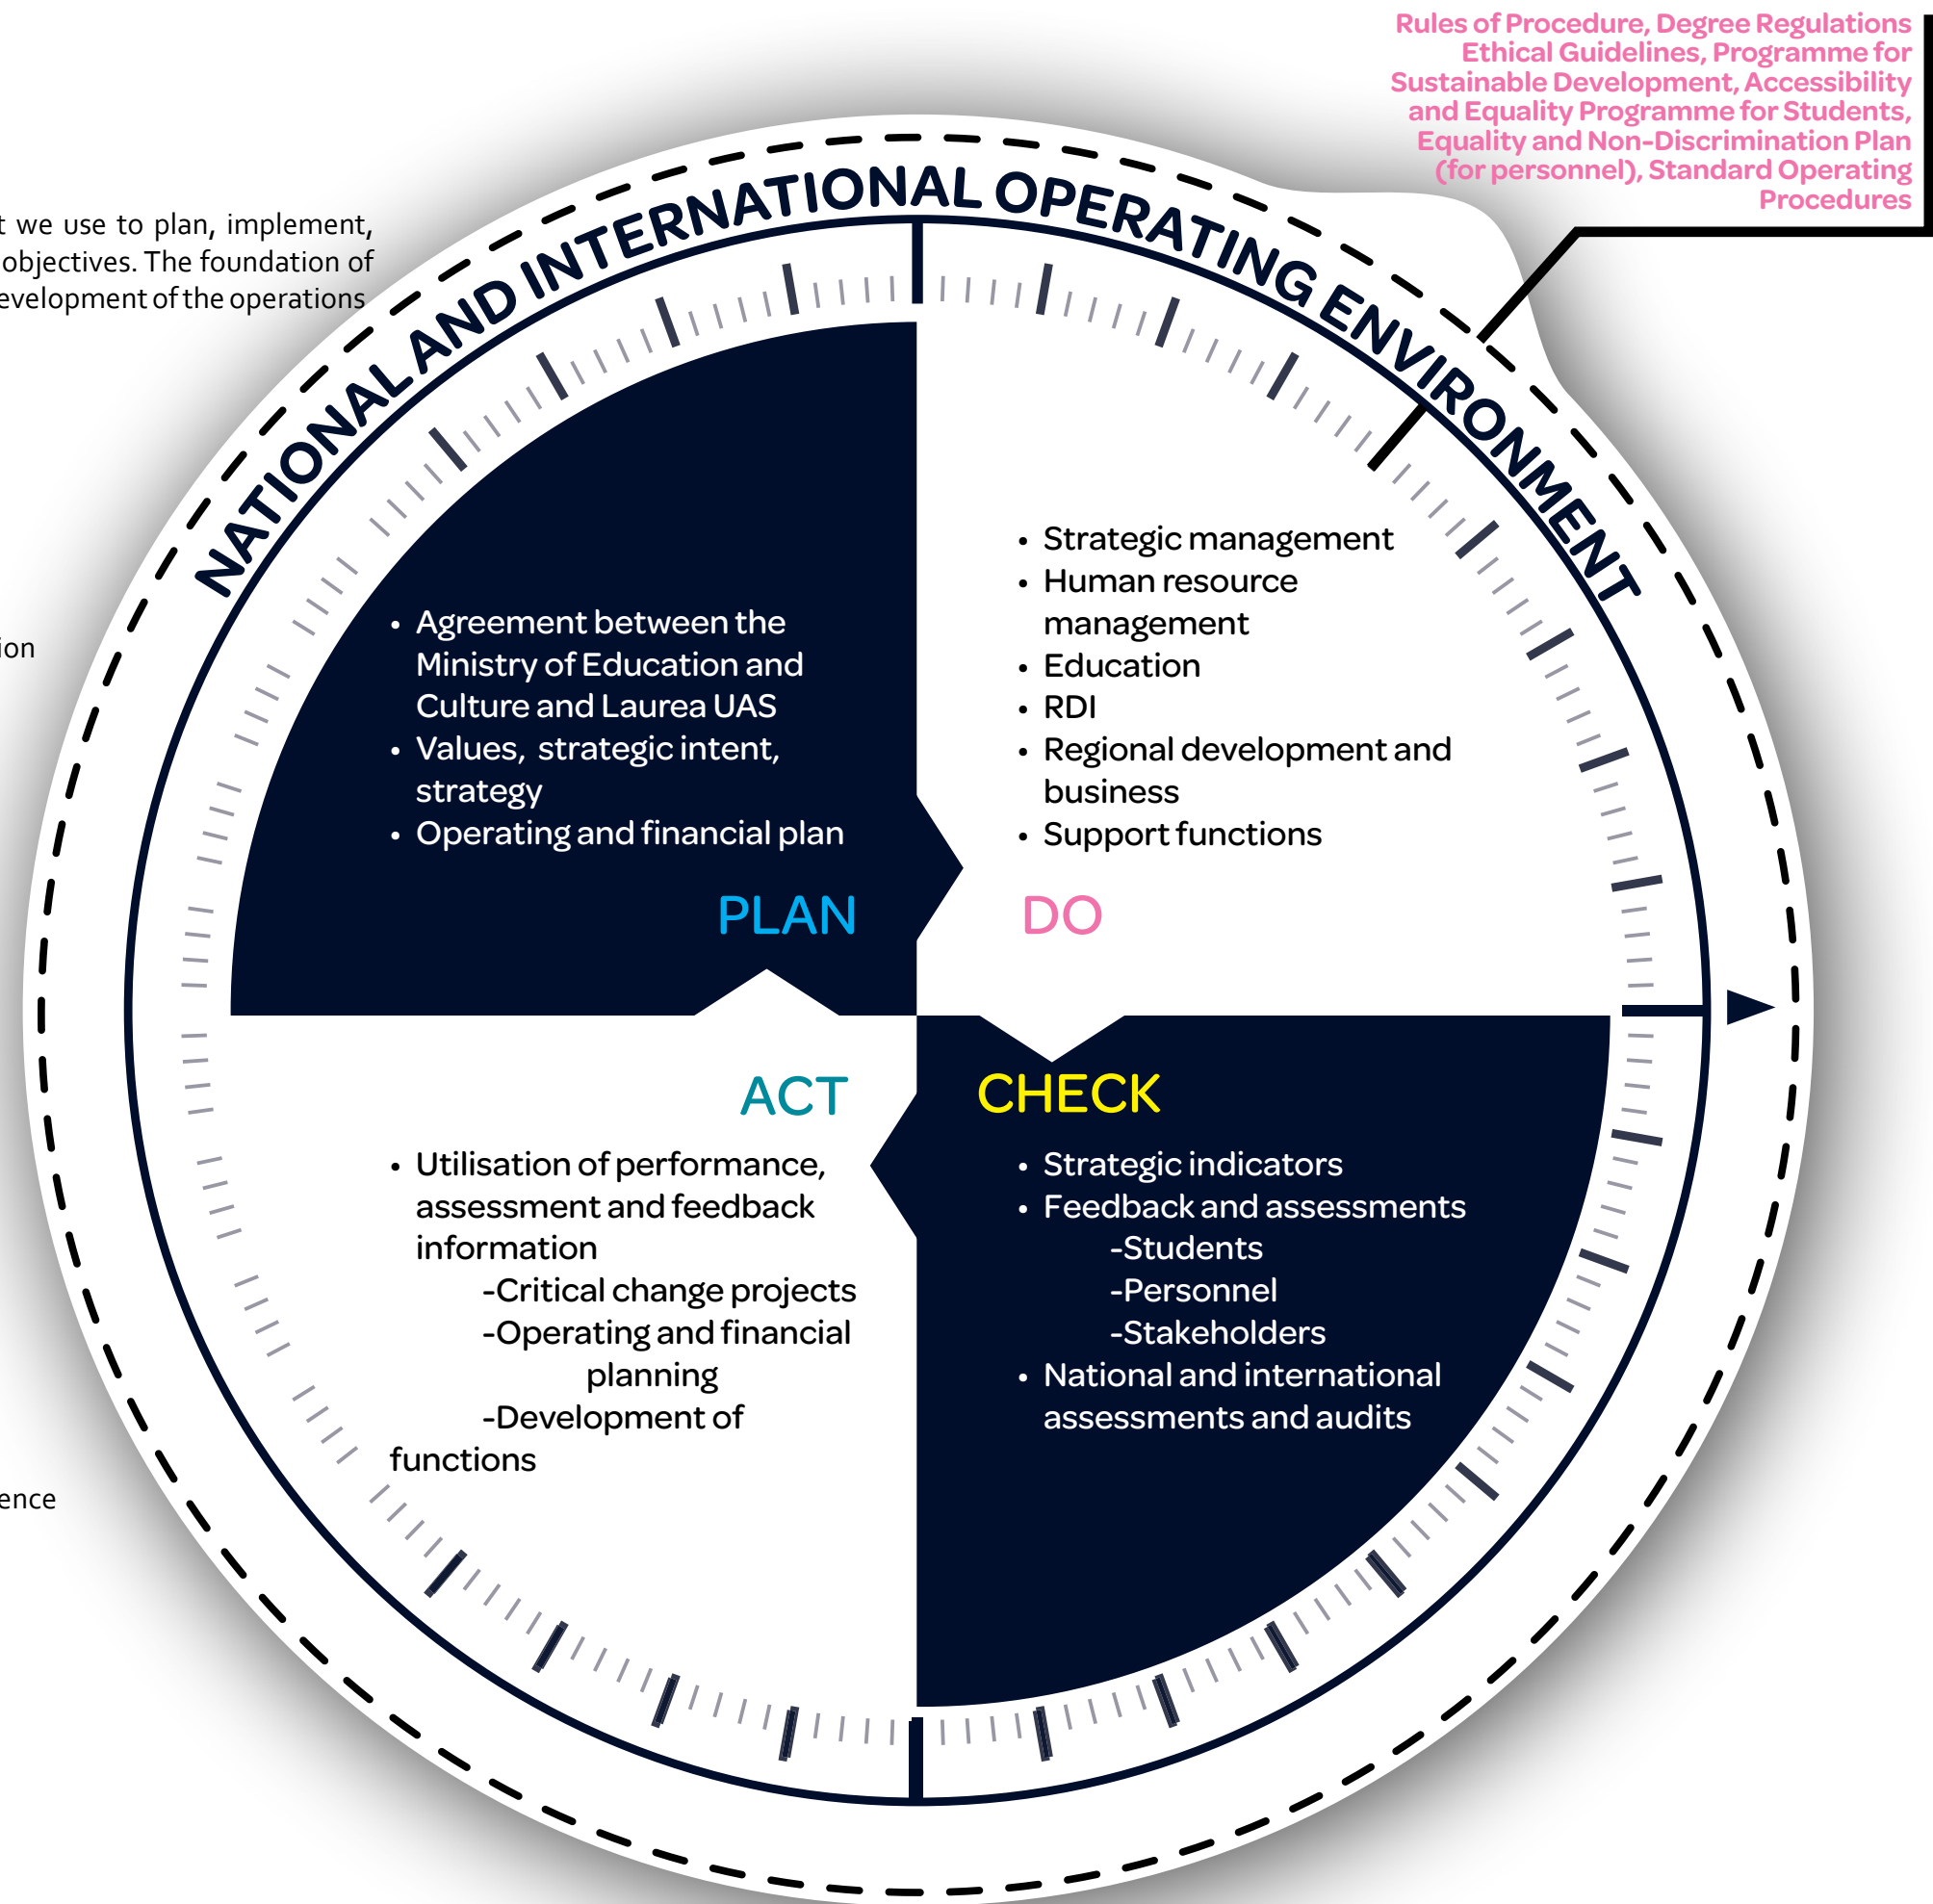 Rules of Procedure, Degree Regulations
Ethical Guidelines, Programme for
Sustainable Development, Accessibility
and Equality Programme for Students,
Equality and Non-Discrimination Plan
(for personnel), Standard Operating
Procedures
we use to plan, implement,
objectives. The foundation of
development of the operations
NATIONAL AND INTERNATIONAL OPERATING ENVIRONMENT
• Agreement between the
Ministry of Education and
Culture and Laurea UAS
• Values, strategic intent,
strategy
• Operating and financial plan
PLAN
• Strategic management
• Human resource
management
• Education
• RDI
• Regional development and
business
• Support functions
DO
ACT
• Utilisation of performance,
assessment and feedback
information
-Critical change projects
-Operating and financial
planning
-Development of
functions
CHECK
• Strategic indicators
• Feedback and assessments
-Students
-Personnel
-Stakeholders
• National and international
assessments and audits